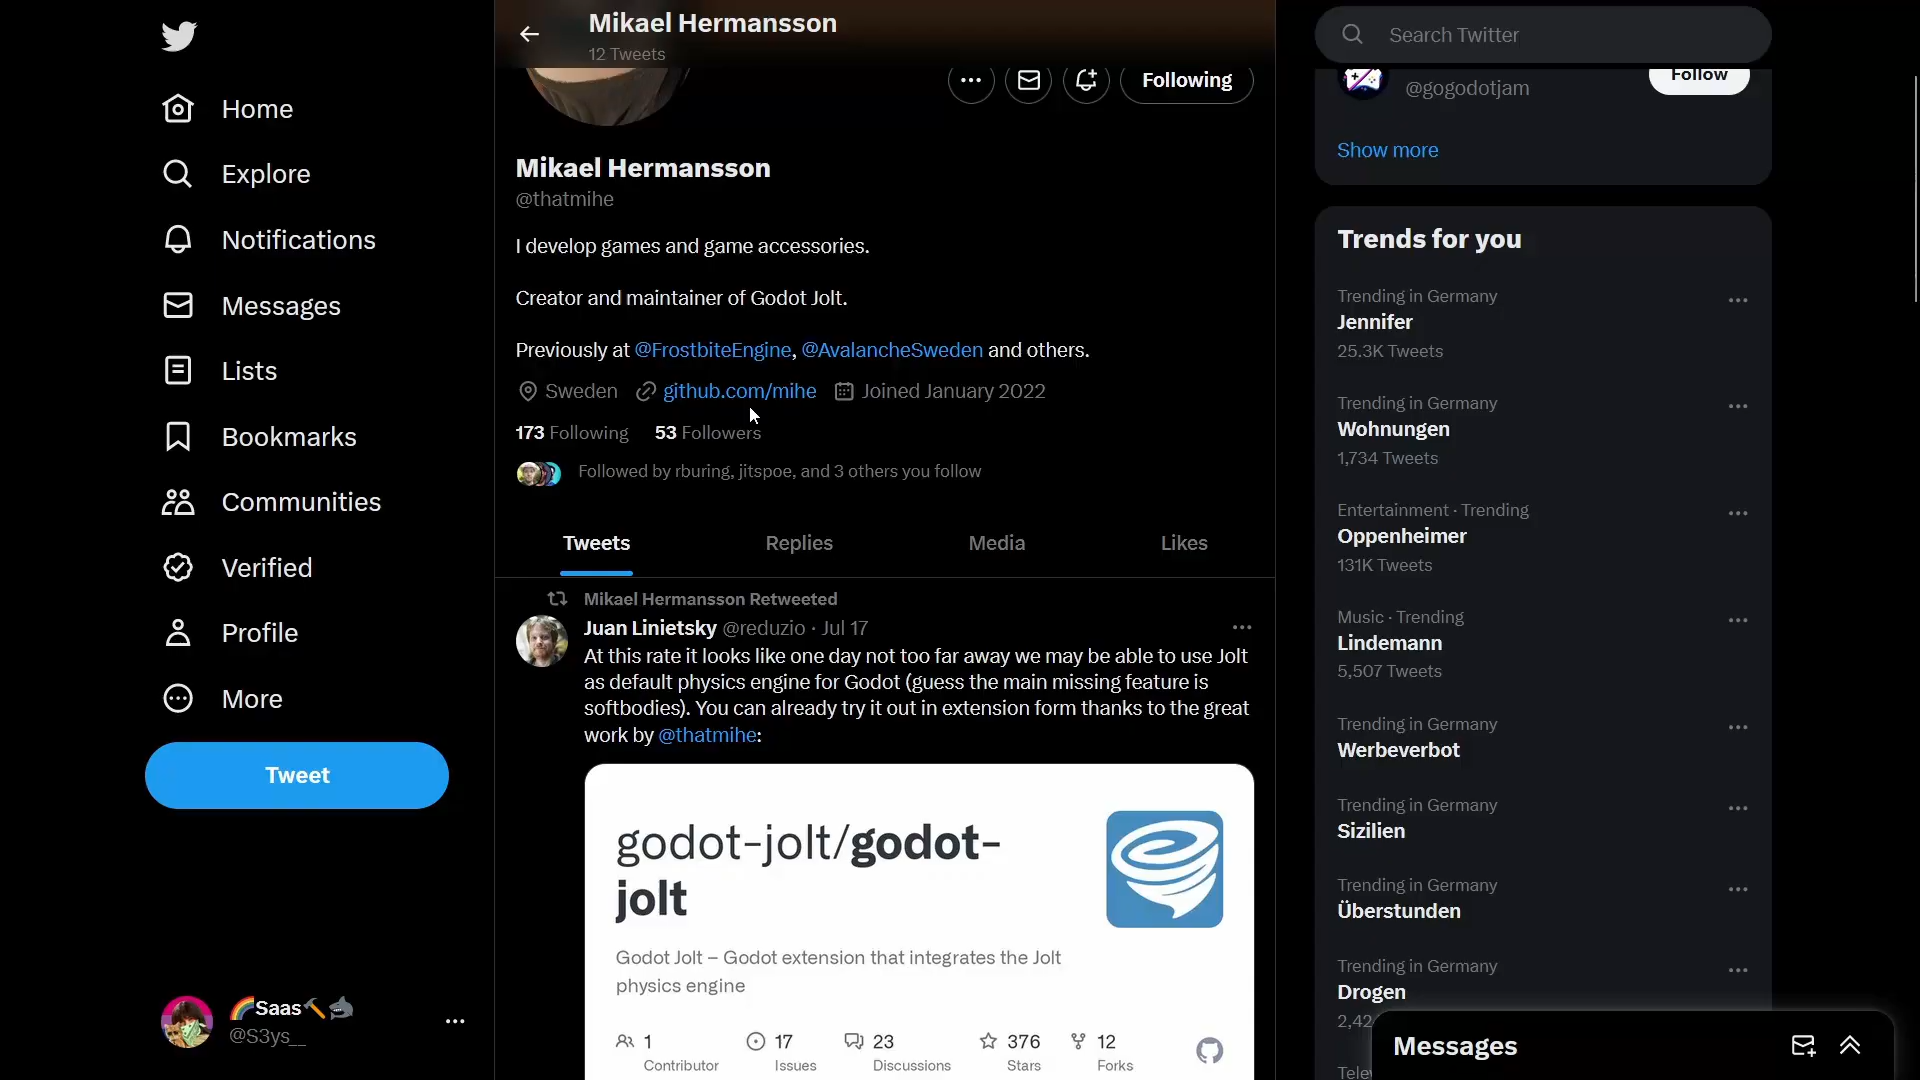 Home
Explore
Notifications
Messages
Lists
Bookmarks
Communities
Verified
Profile
More
Tweet
🌈Saas🔨🦈
@S3ys__
Mikael Hermansson
12 Tweets
Following
Mikael Hermansson
@thatmihe
I develop games and game accessories.
Creator and maintainer of Godot Jolt.
Previously at @FrostbiteEngine, @AvalancheSweden and others.
Sweden github.com/mihe Joined January 2022
173 Following 53 Followers
Followed by rburing, jitspoe, and 3 others you follow
Tweets Replies Media Likes
Mikael Hermansson Retweeted
Juan Linietsky @reduzio · Jul 17
At this rate it looks like one day not too far away we may be able to use Jolt
as default physics engine for Godot (guess the main missing feature is
softbodies). You can already try it out in extension form thanks to the great
work by @thatmihe:
godot-jolt/godot-
jolt
Godot Jolt – Godot extension that integrates the Jolt
physics engine
1 17 23 376 12
Contributor Issues Discussions Stars Forks
Search Twitter
@gogodotjam
Follow
Show more
Trends for you
Trending in Germany
Jennifer
25.3K Tweets
Trending in Germany
Wohnungen
1,734 Tweets
Entertainment · Trending
Oppenheimer
131K Tweets
Music · Trending
Lindemann
5,507 Tweets
Trending in Germany
Werbeverbot
Trending in Germany
Sizilien
Trending in Germany
Überstunden
Trending in Germany
Drogen
Messages